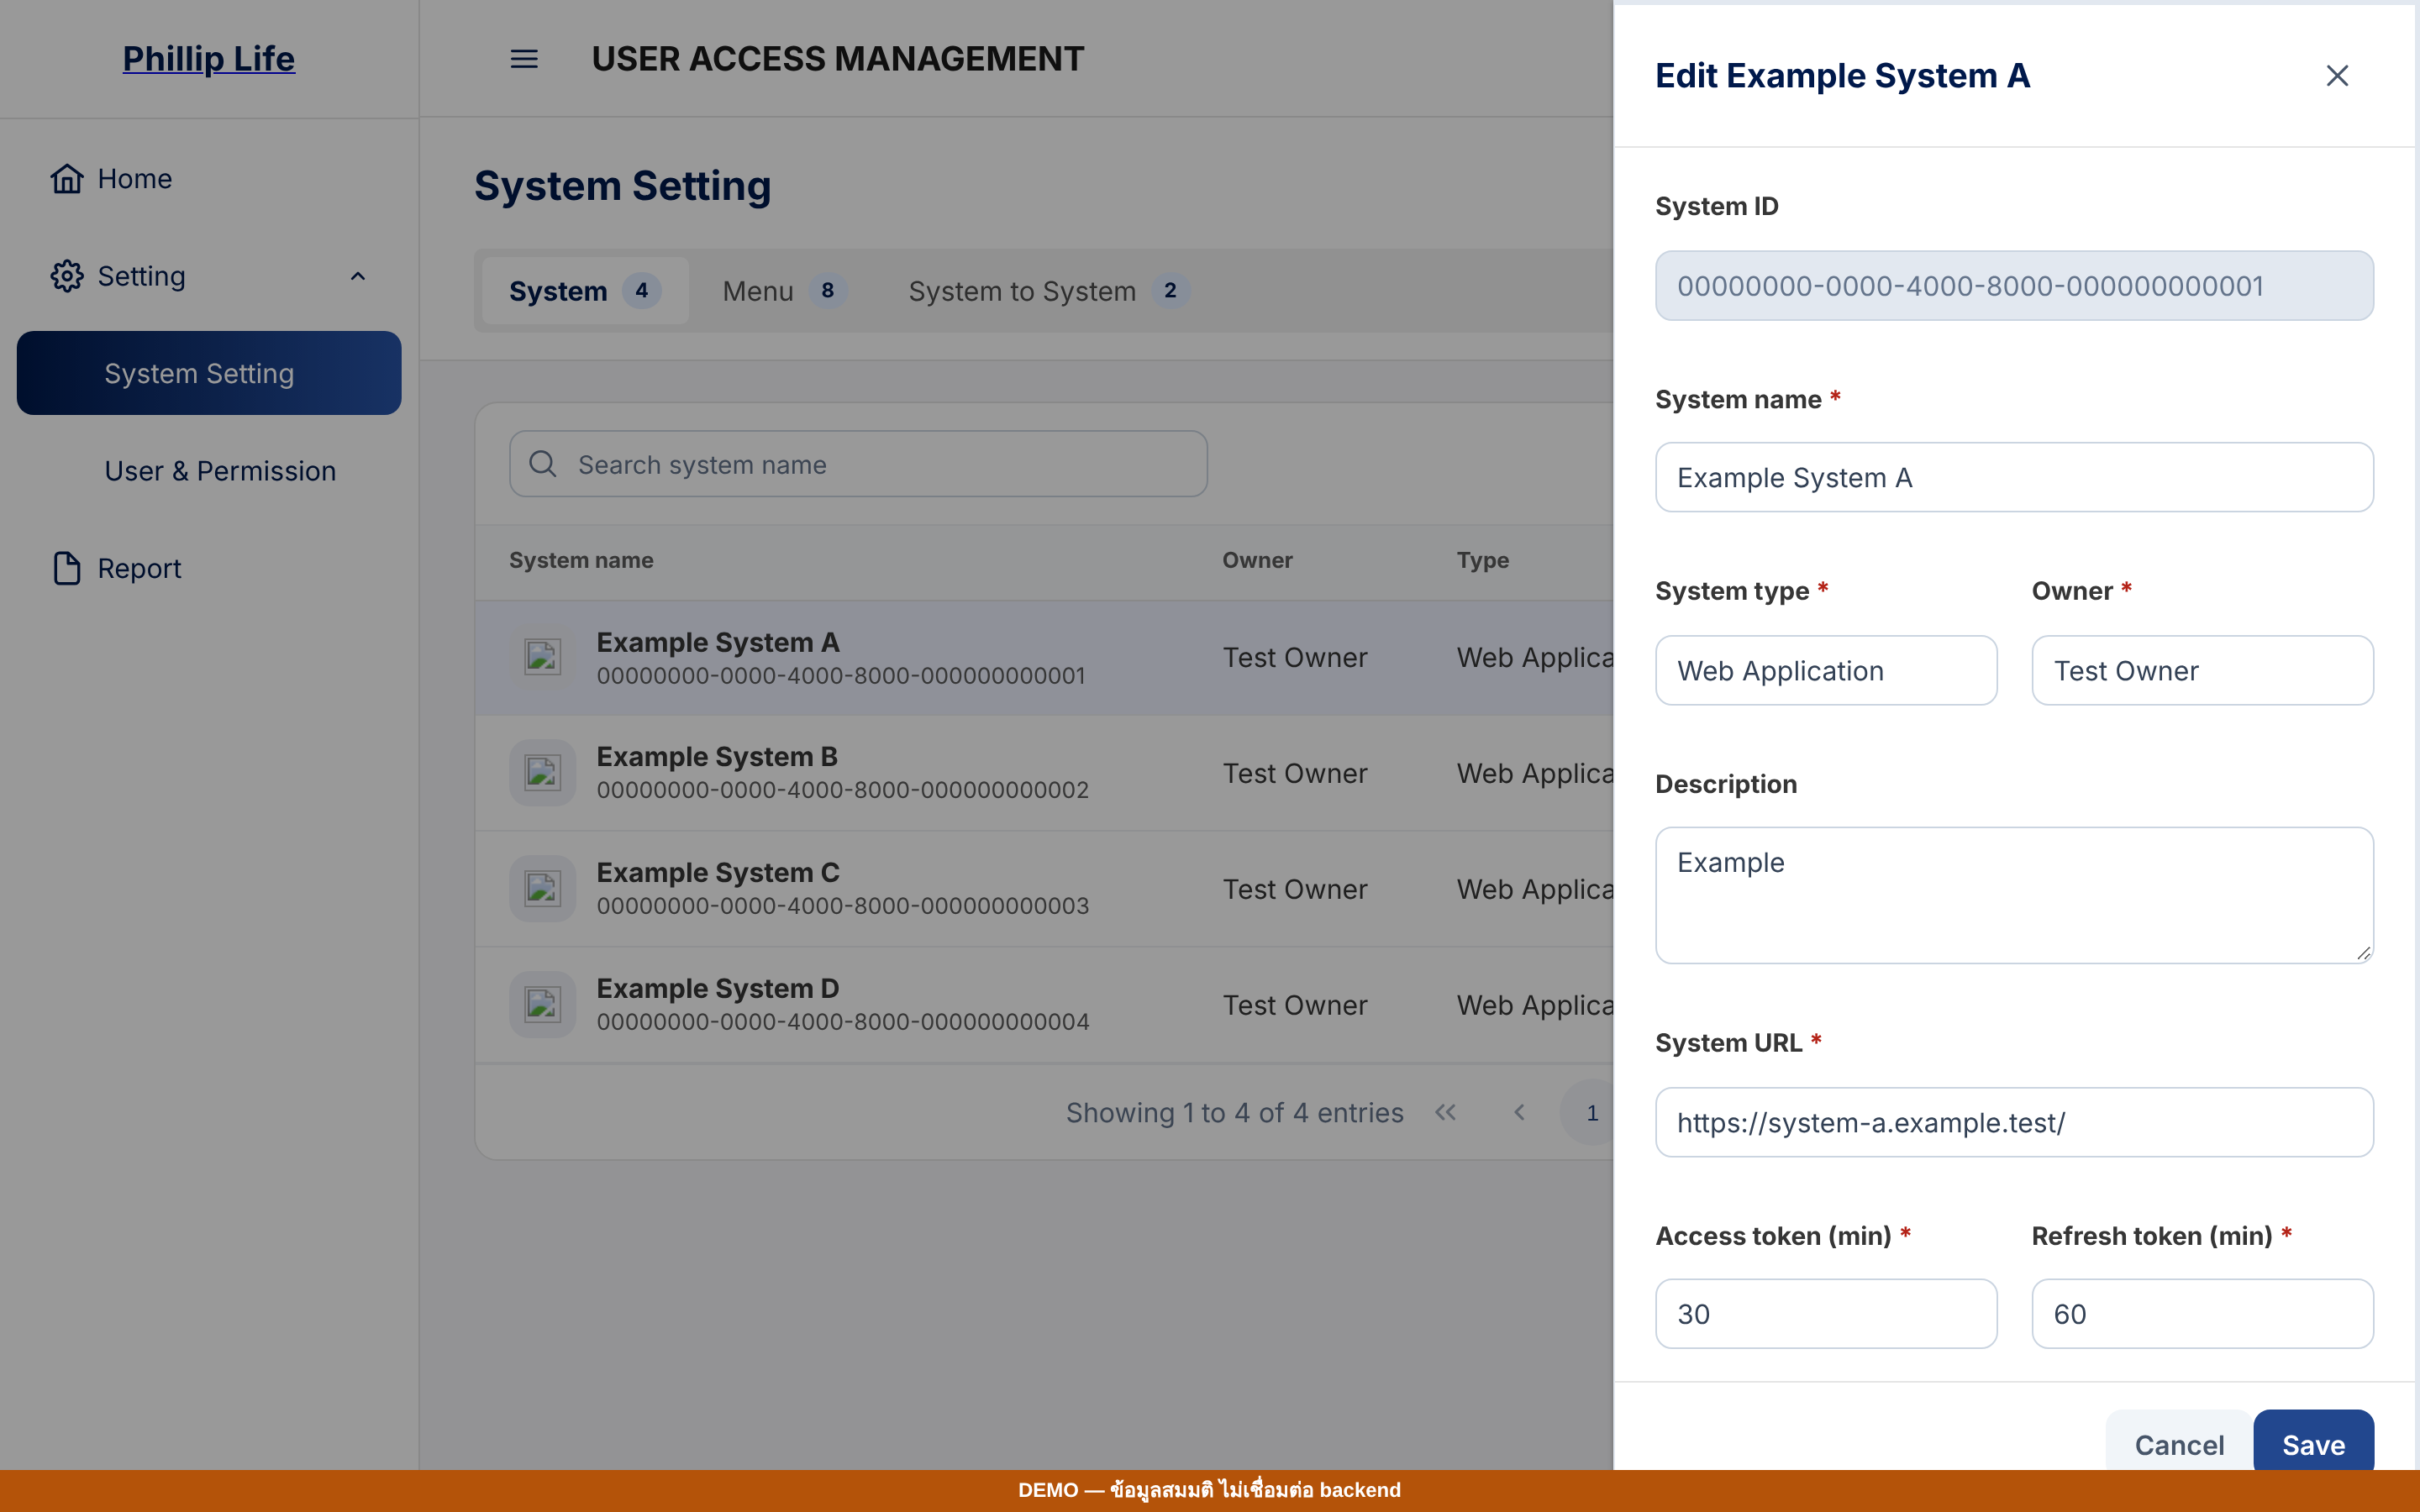 Phillip Life
Home
Setting
System Setting
User & Permission
Report
USER ACCESS MANAGEMENT
System Setting
System 4 Menu 8 System to System 2
Search system name
System name Owner Type
Example System A
00000000-0000-4000-8000-000000000001
Test Owner Web Applica
Example System B
00000000-0000-4000-8000-000000000002
Test Owner Web Applica
Example System C
00000000-0000-4000-8000-000000000003
Test Owner Web Applica
Example System D
00000000-0000-4000-8000-000000000004
Test Owner Web Applica
Showing 1 to 4 of 4 entries 1
Edit Example System A
System ID
00000000-0000-4000-8000-000000000001
System name *
Example System A
System type * Owner *
Web Application Test Owner
Description
Example
System URL *
https://system-a.example.test/
Access token (min) * Refresh token (min) *
30 60
Cancel Save
DEMO — ข้อมูลสมมติ ไม่เชื่อมต่อ backend